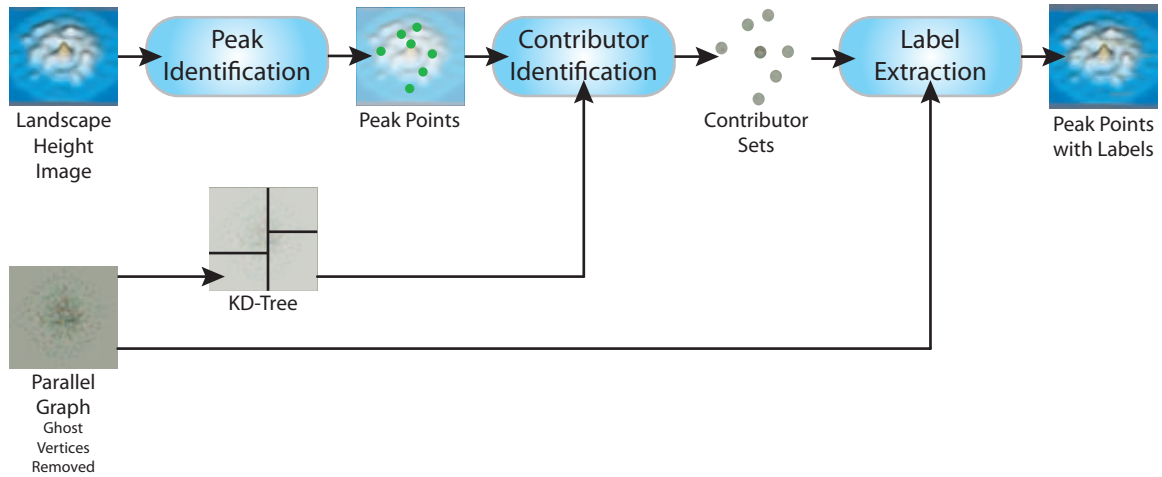 Peak
Identification
Contributor
Identification
Label
Extraction
Landscape
Height
Image
Peak Points
Contributor
Sets
Peak Points
with Labels
KD-Tree
Parallel
Graph
Ghost
Vertices
Removed